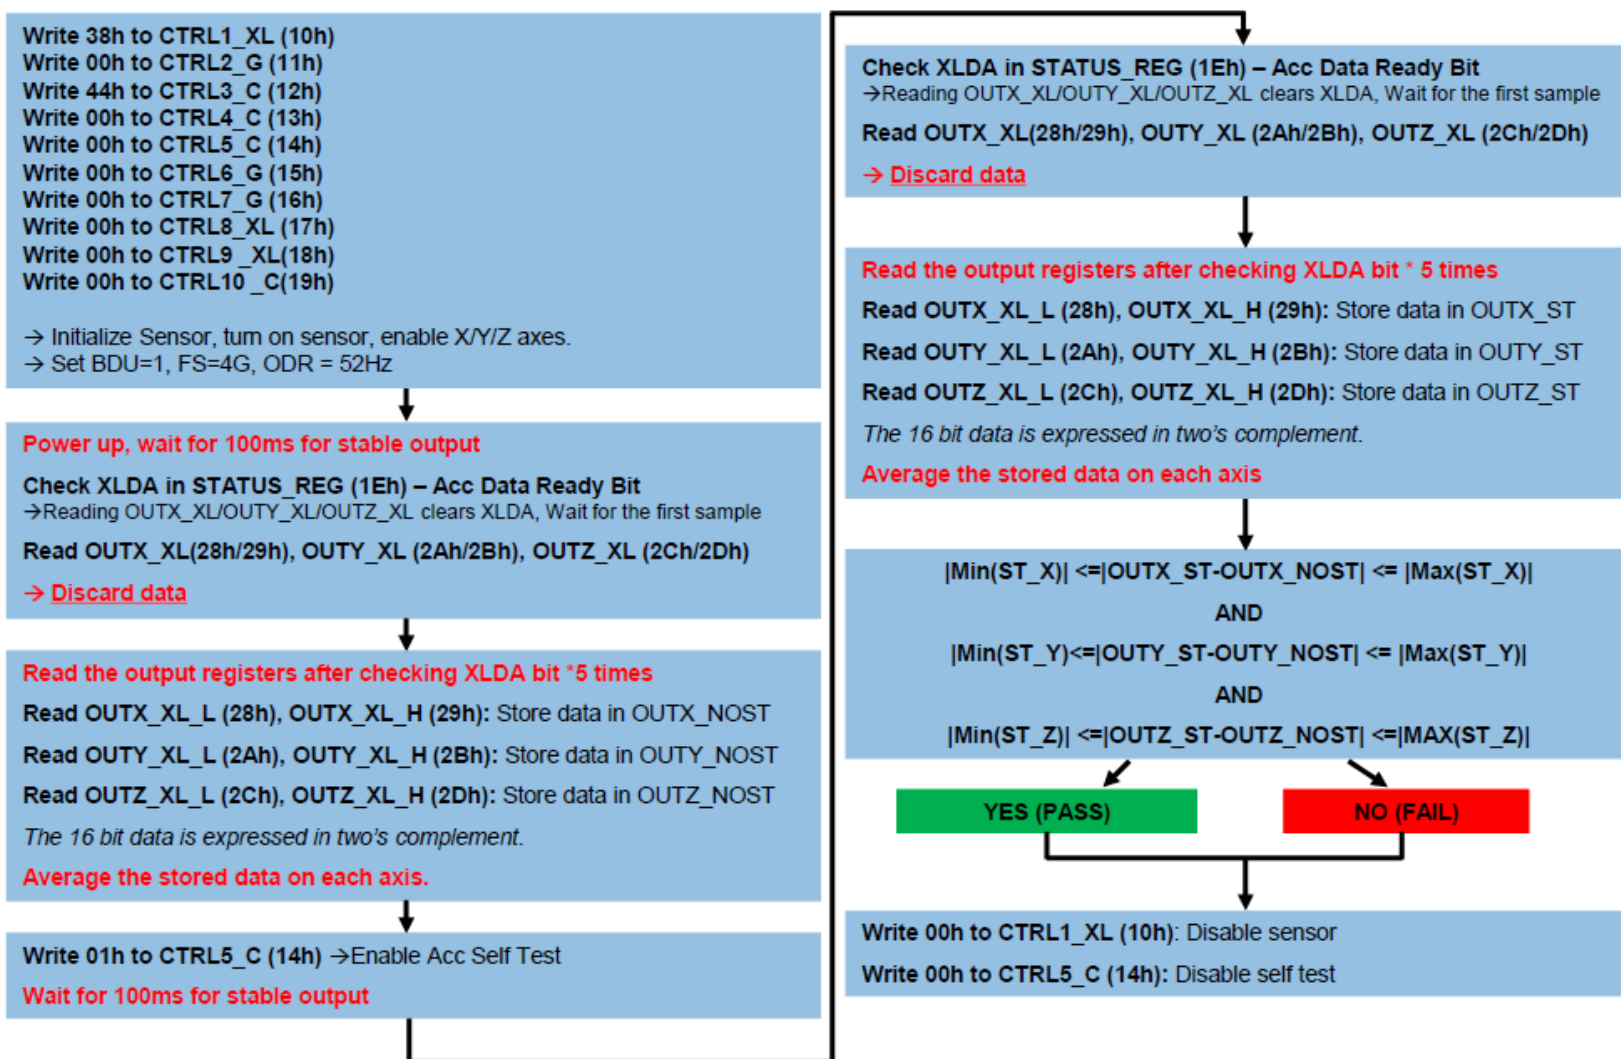 Write 38h to CTRL1_XL (10h)
Write 00h to CTRL2_G (11h)
Write 44h to CTRL3_C (12h)
Write 00h to CTRL4_C (13h)
Write 00h to CTRL5_C (14h)
Write 00h to CTRL6_G (15h)
Write 00h to CTRL7_G (16h)
Write 00h to CTRL8_XL (17h)
Write 00h to CTRL9 _XL(18h)
Write 00h to CTRL10 _C(19h)
→ Initialize Sensor, turn on sensor, enable X/Y/Z axes.
→ Set BDU=1, FS=4G, ODR = 52Hz
Power up, wait for 100ms for stable output
Check XLDA in STATUS_REG (1Eh) – Acc Data Ready Bit
→Reading OUTX_XL/OUTY_XL/OUTZ_XL clears XLDA, Wait for the first sample
Read OUTX_XL(28h/29h), OUTY_XL (2Ah/2Bh), OUTZ_XL (2Ch/2Dh)
→ Discard data
Read the output registers after checking XLDA bit *5 times
Read OUTX_XL_L (28h), OUTX_XL_H (29h): Store data in OUTX_NOST
Read OUTY_XL_L (2Ah), OUTY_XL_H (2Bh): Store data in OUTY_NOST
Read OUTZ_XL_L (2Ch), OUTZ_XL_H (2Dh): Store data in OUTZ_NOST
The 16 bit data is expressed in two's complement.
Average the stored data on each axis.
Write 01h to CTRL5_C (14h) →Enable Acc Self Test
Wait for 100ms for stable output
Check XLDA in STATUS_REG (1Eh) – Acc Data Ready Bit
→Reading OUTX_XL/OUTY_XL/OUTZ_XL clears XLDA, Wait for the first sample
Read OUTX_XL(28h/29h), OUTY_XL (2Ah/2Bh), OUTZ_XL (2Ch/2Dh)
→ Discard data
Read the output registers after checking XLDA bit * 5 times
Read OUTX_XL_L (28h), OUTX_XL_H (29h): Store data in OUTX_ST
Read OUTY_XL_L (2Ah), OUTY_XL_H (2Bh): Store data in OUTY_ST
Read OUTZ_XL_L (2Ch), OUTZ_XL_H (2Dh): Store data in OUTZ_ST
The 16 bit data is expressed in two's complement.
Average the stored data on each axis
|Min(ST_X)| <=|OUTX_ST-OUTX_NOST| <= |Max(ST_X)|
AND
|Min(ST_Y)<=|OUTY_ST-OUTY_NOST| <= |Max(ST_Y)|
AND
|Min(ST_Z)| <=|OUTZ_ST-OUTZ_NOST| <=|MAX(ST_Z)|
YES (PASS)
NO (FAIL)
Write 00h to CTRL1_XL (10h): Disable sensor
Write 00h to CTRL5_C (14h): Disable self test